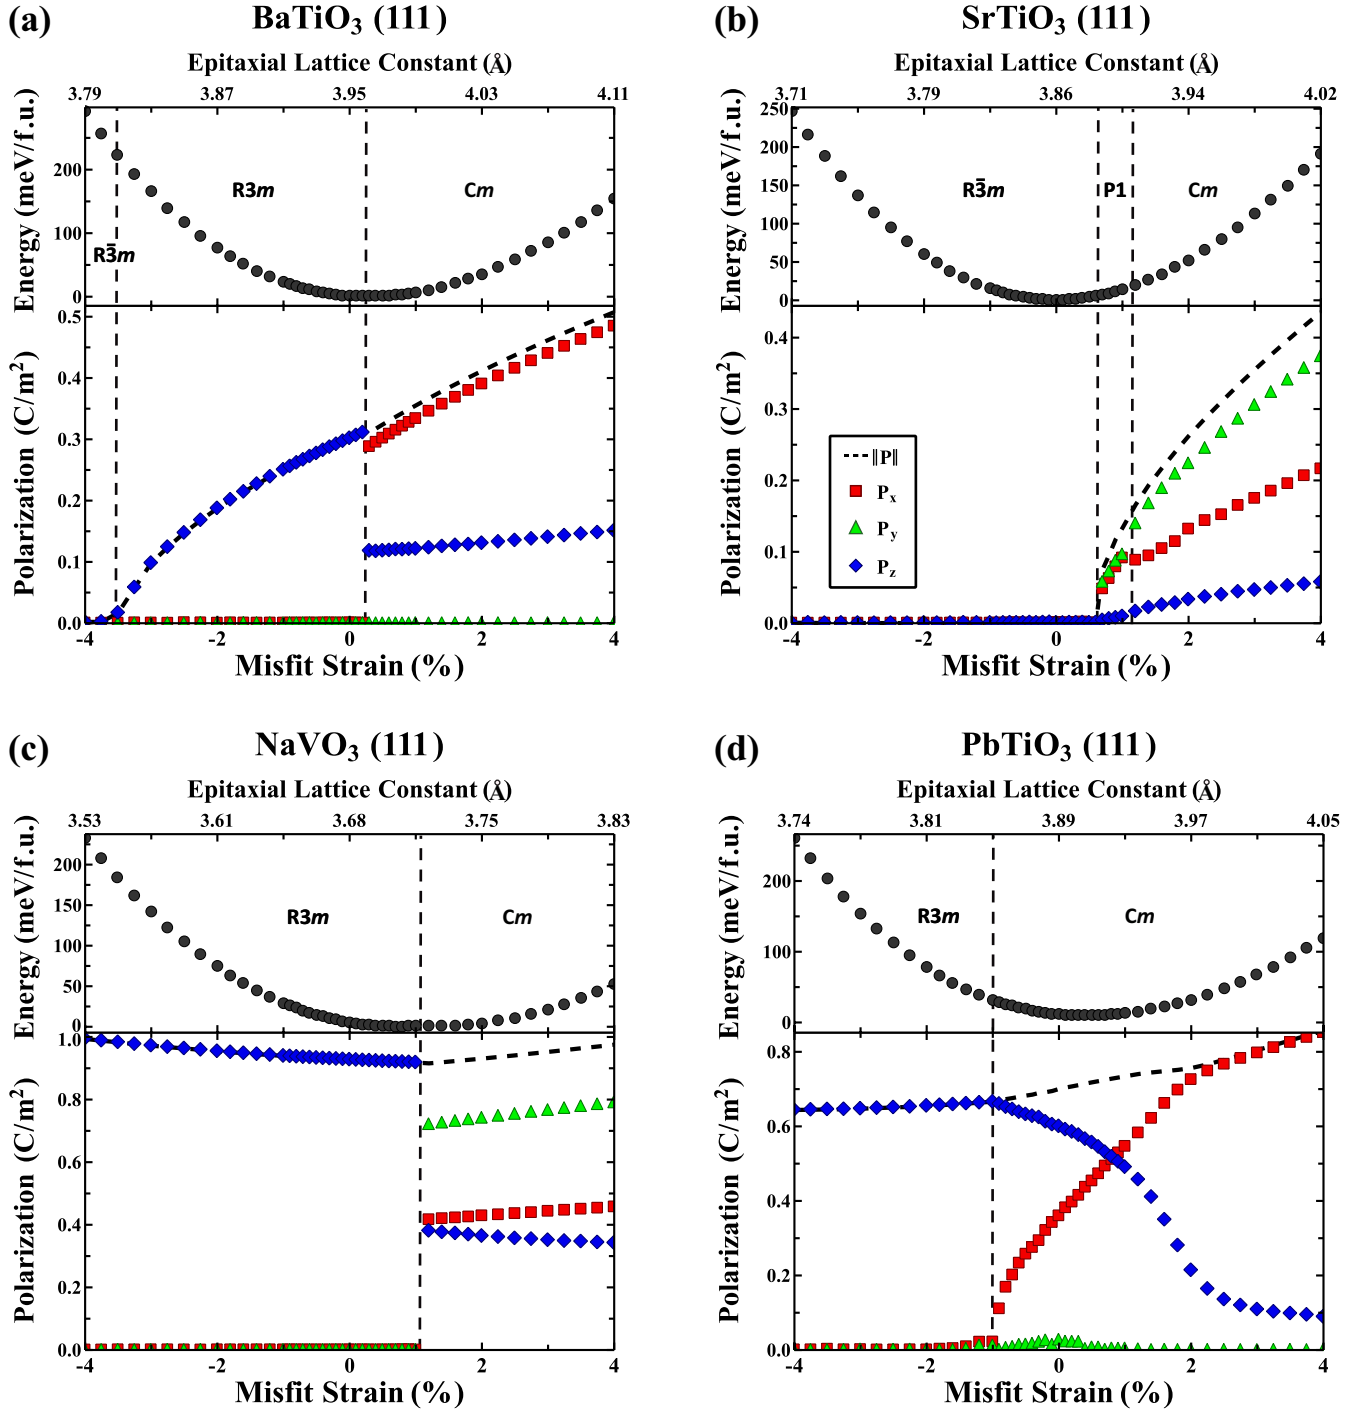 (a)
BaTiO3 (111)
Epitaxial Lattice Constant (Å)
3.79 3.87 3.95 4.03 4.11
Energy (meV/f.u.)
200
100
0
R3m
Cm
R3̄m
Polarization (C/m²)
0.5
0.4
0.3
0.2
0.1
0.0
-4 -2 0 2 4
Misfit Strain (%)
(b)
SrTiO3 (111)
Epitaxial Lattice Constant (Å)
3.71 3.79 3.86 3.94 4.02
Energy (meV/f.u.)
250
200
150
100
50
0
R3̄m
P1
Cm
Polarization (C/m²)
0.4
0.3
0.2
0.1
0.0
||P||
Px
Py
Pz
-4 -2 0 2 4
Misfit Strain (%)
(c)
NaVO3 (111)
Epitaxial Lattice Constant (Å)
3.53 3.61 3.68 3.75 3.83
Energy (meV/f.u.)
200
150
100
50
0
R3m
Cm
Polarization (C/m²)
1.0
0.8
0.6
0.4
0.2
0.0
-4 -2 0 2 4
Misfit Strain (%)
(d)
PbTiO3 (111)
Epitaxial Lattice Constant (Å)
3.74 3.81 3.89 3.97 4.05
Energy (meV/f.u.)
200
100
0
R3m
Cm
Polarization (C/m²)
0.8
0.6
0.4
0.2
0.0
-4 -2 0 2 4
Misfit Strain (%)